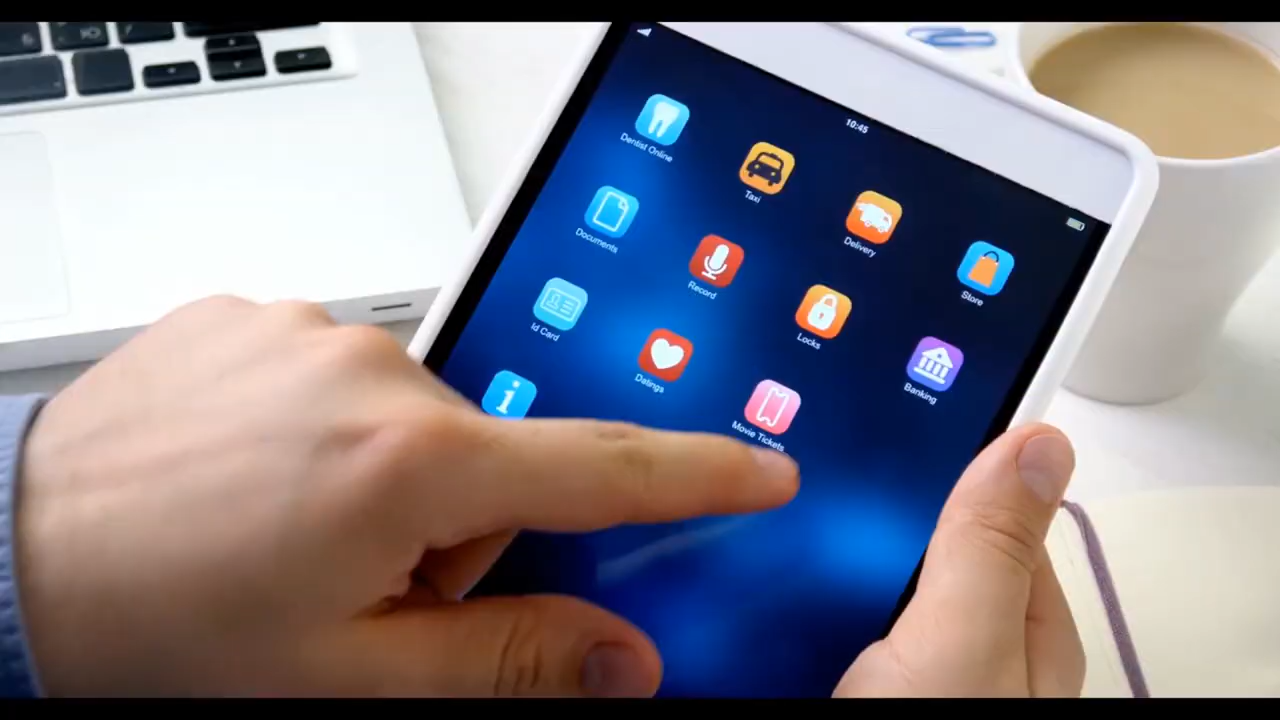 10:45
Dentist Online
Taxi
Delivery
Store
Documents
Record
Locks
Banking
Id Card
Datings
Movie Tickets
i